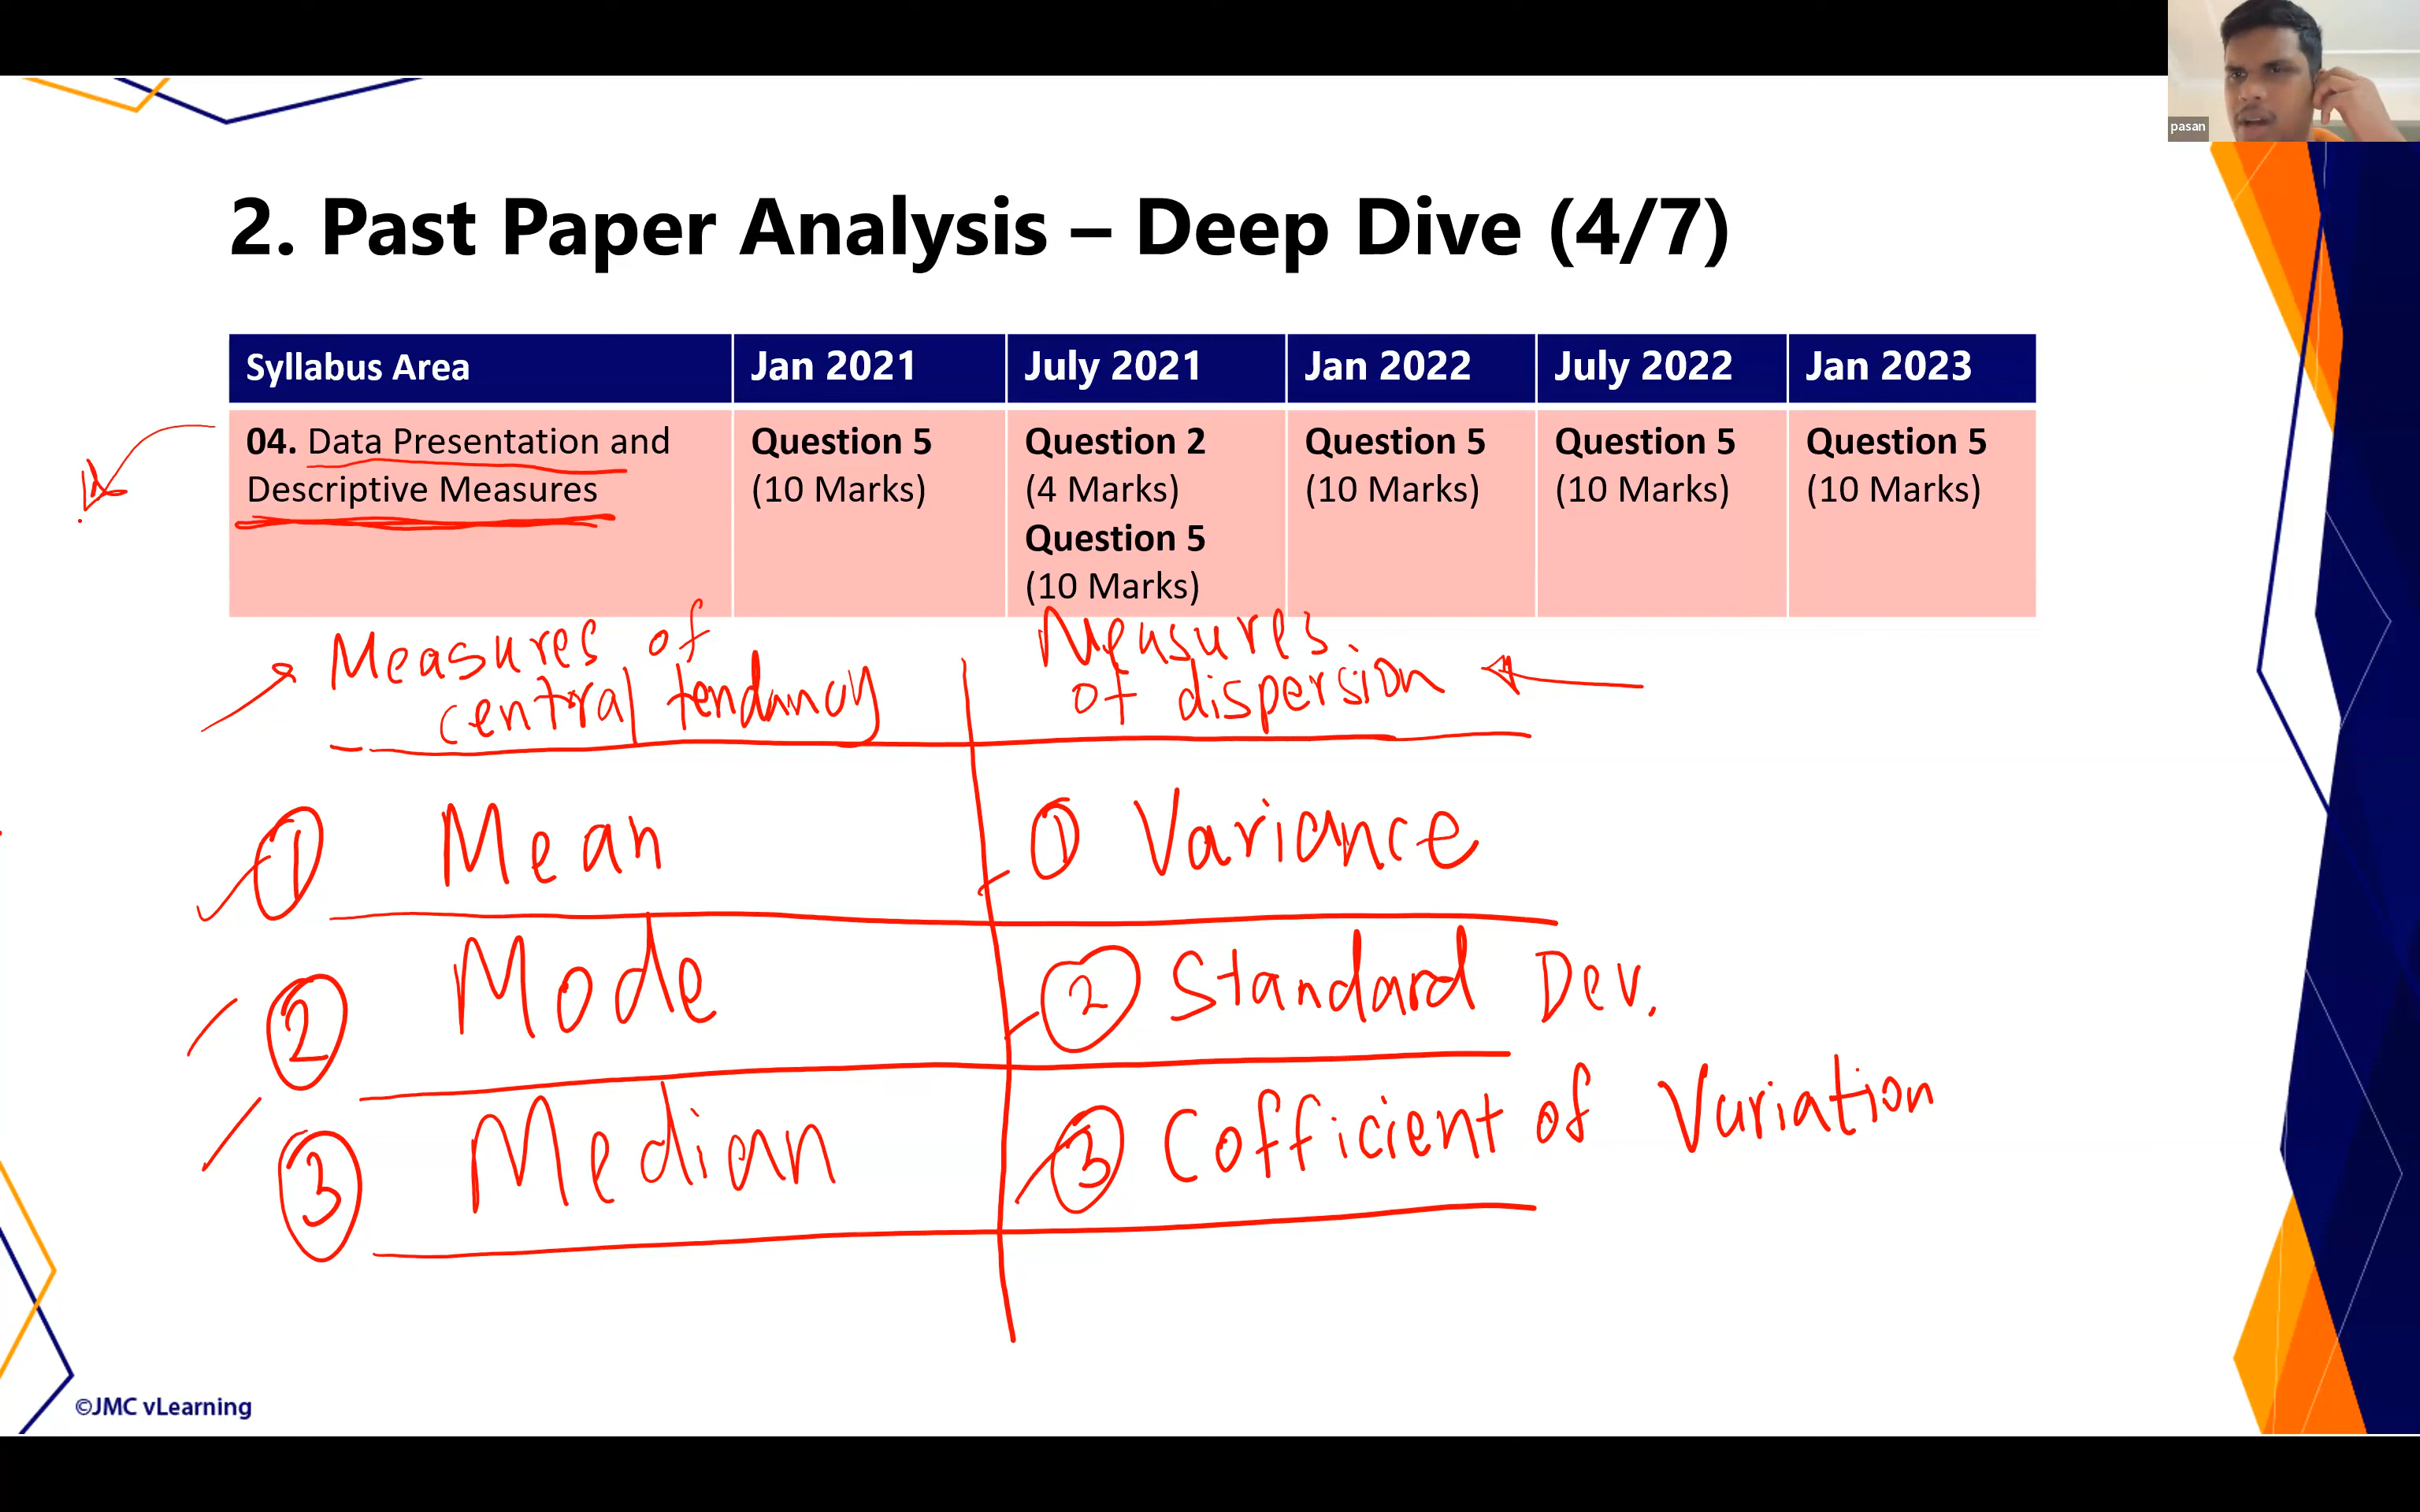 pasan
2. Past Paper Analysis – Deep Dive (4/7)
Syllabus Area Jan 2021 July 2021 Jan 2022 July 2022 Jan 2023
04. Data Presentation and Question 5 Question 2 Question 5 Question 5 Question 5
Descriptive Measures (10 Marks) (4 Marks) (10 Marks) (10 Marks) (10 Marks)
Question 5
(10 Marks)
Measures of
central tendancy
Measures
of dispersion
1 Mean
1 Variance
2 Mode
2 Standard Dev.
3 Median
3 Cofficient of Variation
©JMC vLearning